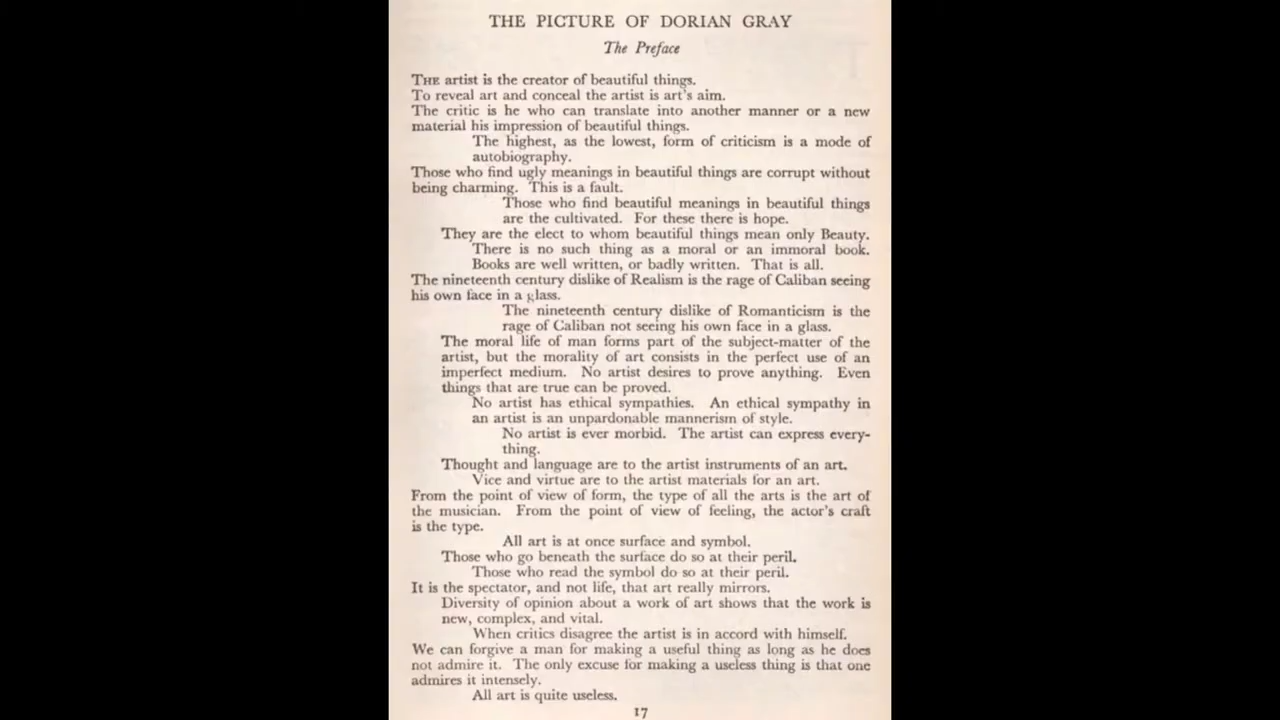 THE PICTURE OF DORIAN GRAY
The Preface
THE artist is the creator of beautiful things.
To reveal art and conceal the artist is art's aim.
The critic is he who can translate into another manner or a new
material his impression of beautiful things.
The highest, as the lowest, form of criticism is a mode of
autobiography.
Those who find ugly meanings in beautiful things are corrupt without
being charming. This is a fault.
Those who find beautiful meanings in beautiful things
are the cultivated. For these there is hope.
They are the elect to whom beautiful things mean only Beauty.
There is no such thing as a moral or an immoral book.
Books are well written, or badly written. That is all.
The nineteenth century dislike of Realism is the rage of Caliban seeing
his own face in a glass.
The nineteenth century dislike of Romanticism is the
rage of Caliban not seeing his own face in a glass.
The moral life of man forms part of the subject-matter of the
artist, but the morality of art consists in the perfect use of an
imperfect medium. No artist desires to prove anything. Even
things that are true can be proved.
No artist has ethical sympathies. An ethical sympathy in
an artist is an unpardonable mannerism of style.
No artist is ever morbid. The artist can express every-
thing.
Thought and language are to the artist instruments of an art.
Vice and virtue are to the artist materials for an art.
From the point of view of form, the type of all the arts is the art of
the musician. From the point of view of feeling, the actor's craft
is the type.
All art is at once surface and symbol.
Those who go beneath the surface do so at their peril.
Those who read the symbol do so at their peril.
It is the spectator, and not life, that art really mirrors.
Diversity of opinion about a work of art shows that the work is
new, complex, and vital.
When critics disagree the artist is in accord with himself.
We can forgive a man for making a useful thing as long as he does
not admire it. The only excuse for making a useless thing is that one
admires it intensely.
All art is quite useless.
17